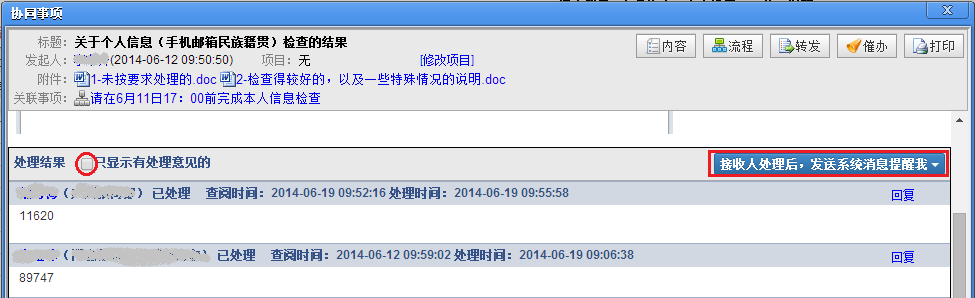 协同事项
标题： 关于个人信息（手机邮箱民族籍贯）检查的结果
内容 流程 转发 催办 打印
发起人： (2014-06-12 09:50:50) 项目： 无 [修改项目]
附件： 1-未按要求处理的.doc 2-检查得较好的，以及一些特殊情况的说明.doc
关联事项： 请在6月11日17：00前完成本人信息检查
处理结果 只显示有处理意见的 接收人处理后，发送系统消息提醒我
已处理 查阅时间：2014-06-19 09:52:16 处理时间：2014-06-19 09:55:58 回复
11620
已处理 查阅时间：2014-06-12 09:59:02 处理时间：2014-06-19 09:06:38 回复
89747